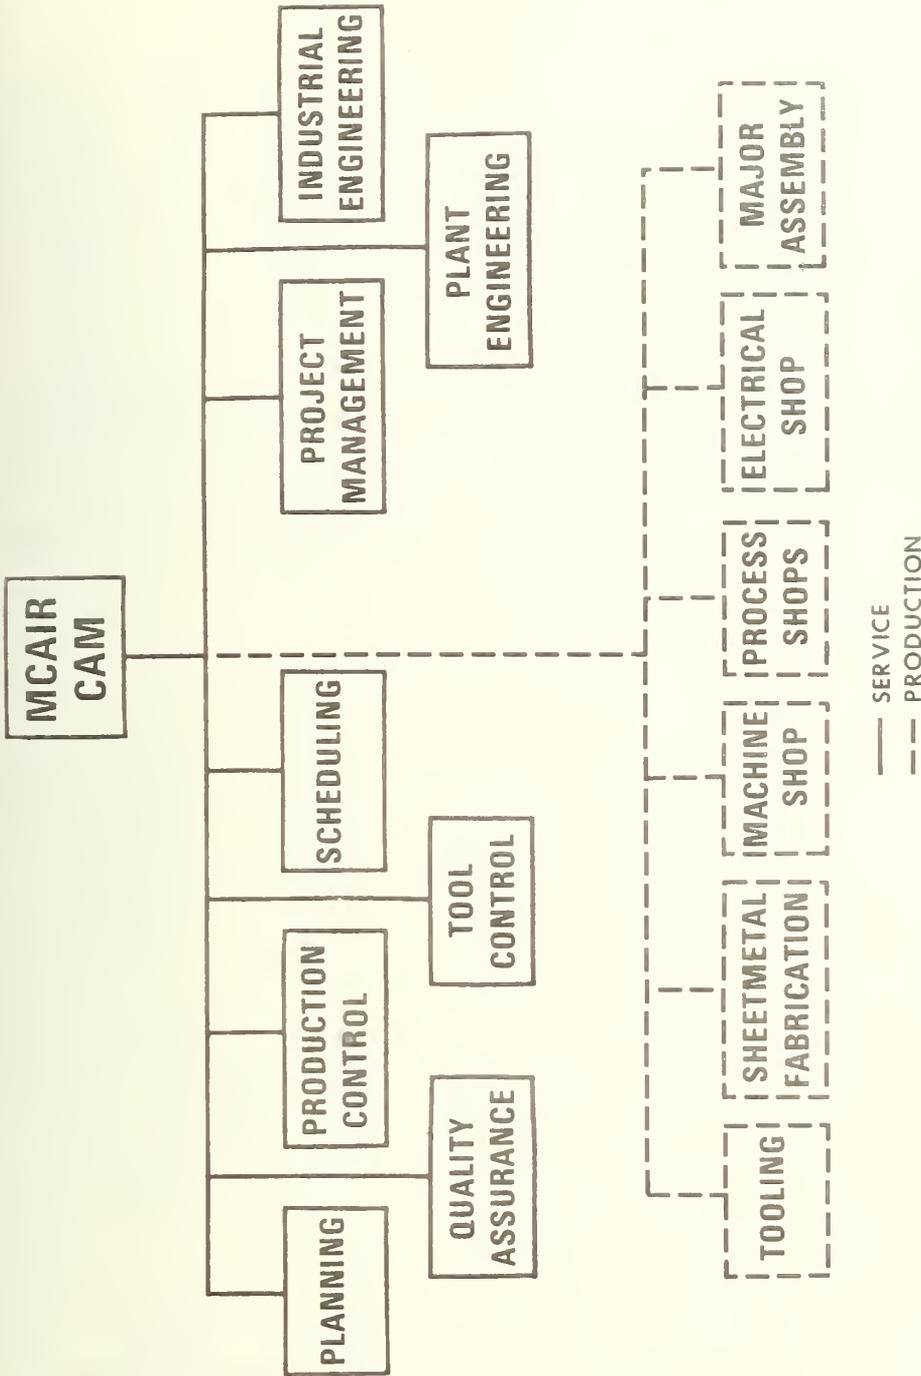 MCAIR
CAM
PLANNING
PRODUCTION
CONTROL
SCHEDULING
PROJECT
MANAGEMENT
INDUSTRIAL
ENGINEERING
QUALITY
ASSURANCE
TOOL
CONTROL
PLANT
ENGINEERING
TOOLING
SHEETMETAL
FABRICATION
MACHINE
SHOP
PROCESS
SHOPS
ELECTRICAL
SHOP
MAJOR
ASSEMBLY
SERVICE
PRODUCTION